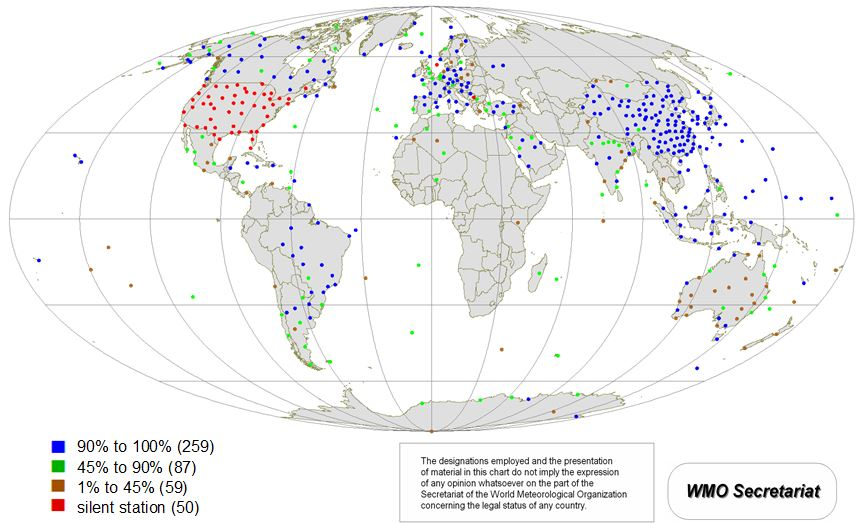 90% to 100% (259)
45% to 90% (87)
1% to 45% (59)
silent station (50)
The designations employed and the presentation
of material in this chart do not imply the expression
of any opinion whatsoever on the part of the
Secretariat of the World Meteorological Organization
concerning the legal status of any country.
WMO Secretariat